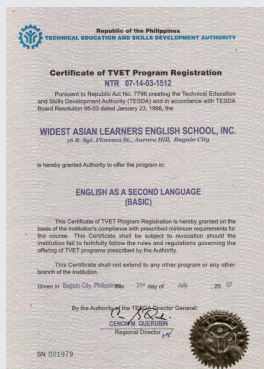 Republic of the Philippines
TECHNICAL EDUCATION AND SKILLS DEVELOPMENT AUTHORITY
Certificate of TVET Program Registration
NTR 07-14-03-1512
Pursuant to Republic Act No. 7796 creating the Technical Education
and Skills Development Authority (TESDA) and in accordance with TESDA
Board Resolution 98-03 dated January 23, 1998, the
WIDEST ASIAN LEARNERS ENGLISH SCHOOL, INC.
16 B. Sgt. Floresca St., Aurora Hill, Baguio City
is hereby granted Authority to offer the program in:
ENGLISH AS A SECOND LANGUAGE
(BASIC)
This Certificate of TVET Program Registration is hereby granted on the
basis of the institution's compliance with prescribed minimum requirements for
the course. This Certificate shall be subject to revocation should the
institution fail to faithfully follow the rules and regulations governing the
offering of TVET programs prescribed by the Authority.
This Certificate shall not extend to any other program or any other
branch of the institution.
Given in Baguio City, Philippines this 31st day of July , 20 07
By the Authority of the TESDA Director General:
CENON M. QUERUBIN
Regional Director
SN 001979